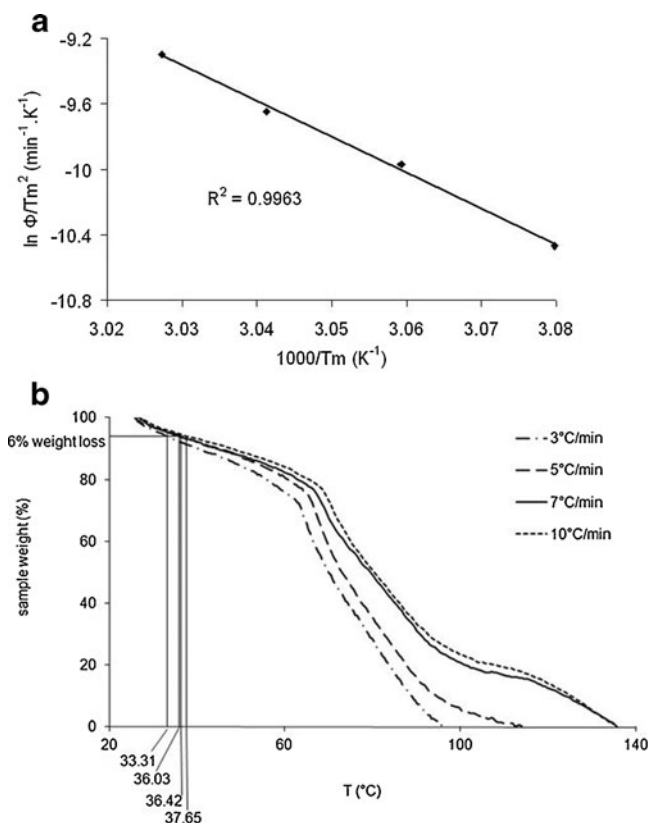 a
-9.2
-9.6
-10
-10.4
-10.8
ln Φ/Tm² (min⁻¹.K⁻¹)
R² = 0.9963
3.02 3.03 3.04 3.05 3.06 3.07 3.08
1000/Tm (K⁻¹)
b
100
6% weight loss
80
60
40
20
0
sample weight (%)
3°C/min
5°C/min
7°C/min
10°C/min
20 60 100 140
33.31
36.03
36.42
37.65
T (°C)